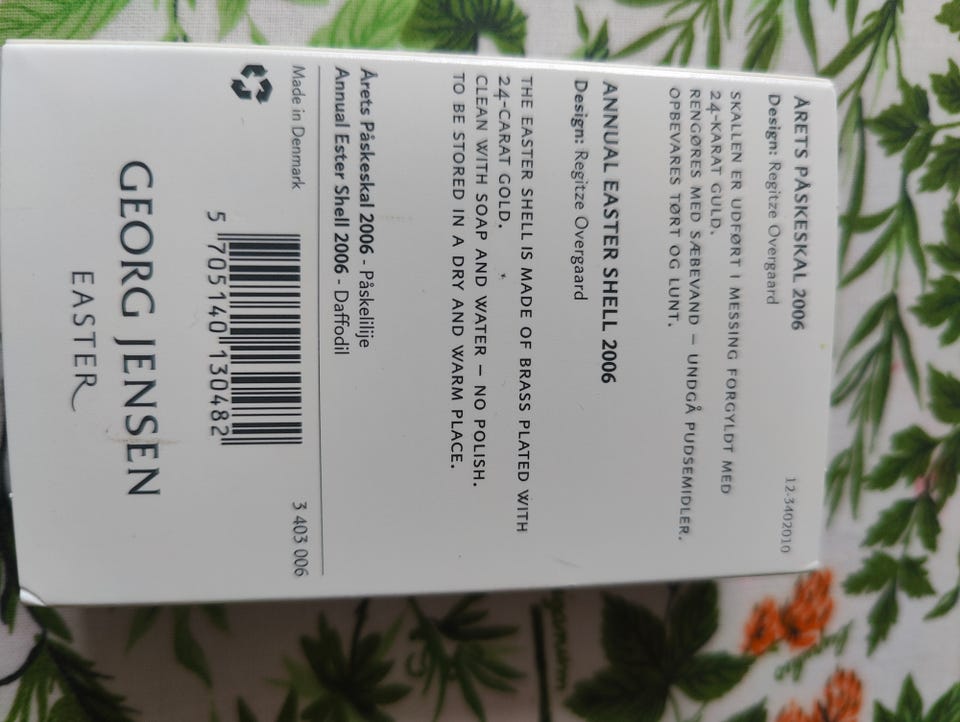 ÅRETS PÅSKESKAL 2006
12-3402010
Design: Regitze Overgaard
SKALLEN ER UDFØRT I MESSING FORGYLDT MED
24-KARAT GULD.
RENGØRES MED SÆBEVAND – UNDGÅ PUDSEMIDLER.
OPBEVARES TØRT OG LUNT.
ANNUAL EASTER SHELL 2006
Design: Regitze Overgaard
THE EASTER SHELL IS MADE OF BRASS PLATED WITH
24-CARAT GOLD.
CLEAN WITH SOAP AND WATER – NO POLISH.
TO BE STORED IN A DRY AND WARM PLACE.
Årets Påskeskal 2006 - Påskelilje
Annual Ester Shell 2006 - Daffodil
Made in Denmark
3 403 006
5 705140 130482
GEORG JENSEN
EASTER